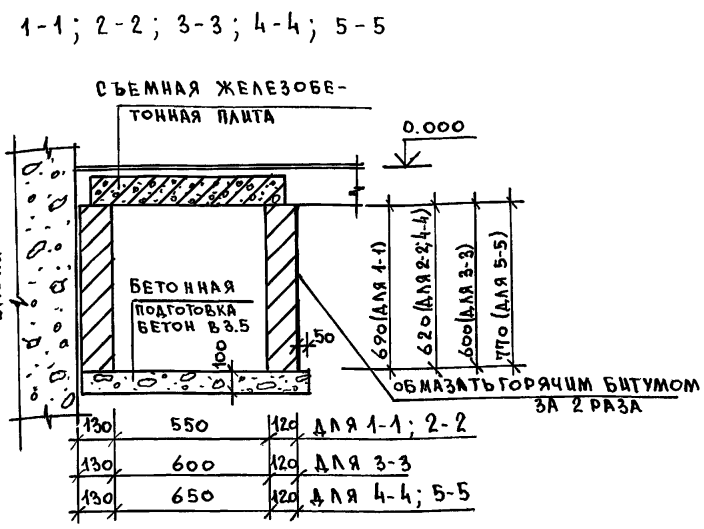 1-1; 2-2; 3-3; 4-4; 5-5
СЪЕМНАЯ ЖЕЛЕЗОБЕ-
ТОННАЯ ПЛИТА
0.000
690 (ДЛЯ 1-1)
620 (ДЛЯ 2-2; 4-4)
600 (ДЛЯ 3-3)
770 (ДЛЯ 5-5)
БЕТОННАЯ
ПОДГОТОВКА
БЕТОН В 3.5
100
50
ОБМАЗАТЬ ГОРЯЧИМ БИТУМОМ
ЗА 2 РАЗА
130 550 120 ДЛЯ 1-1; 2-2
130 600 120 ДЛЯ 3-3
130 650 120 ДЛЯ 4-4; 5-5